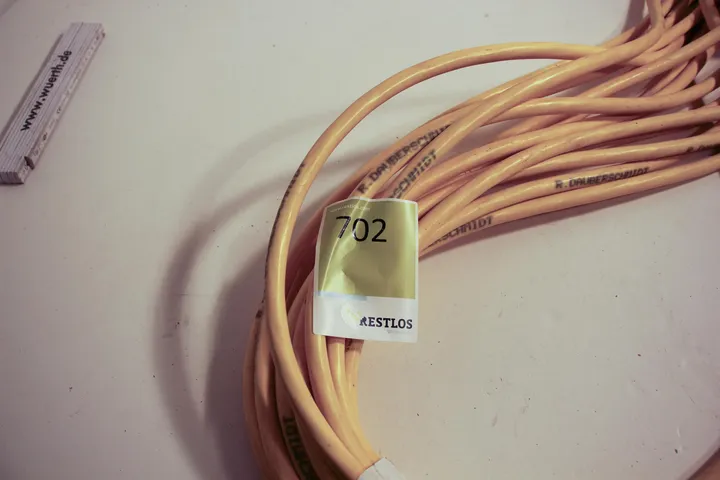 www.wuerth.de
R. DAUBERSCHMIDT
R. DAUBERSCHMIDT
702
RESTLOS